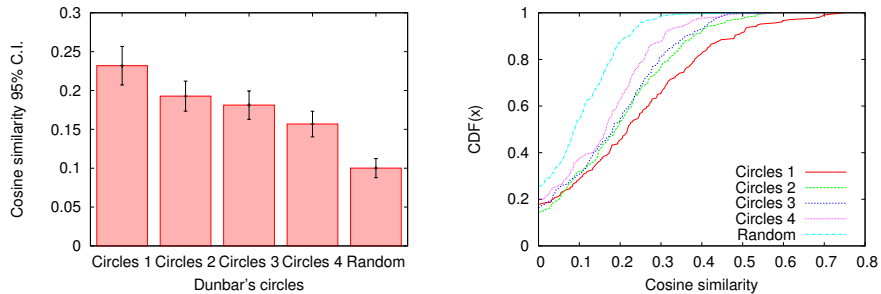 Cosine similarity 95% C.I.
0.3
0.25
0.2
0.15
0.1
0.05
0
Circles 1 Circles 2 Circles 3 Circles 4 Random
Dunbar's circles
CDF(x)
1
0.8
0.6
0.4
0.2
0
Circles 1
Circles 2
Circles 3
Circles 4
Random
0 0.1 0.2 0.3 0.4 0.5 0.6 0.7 0.8
Cosine similarity